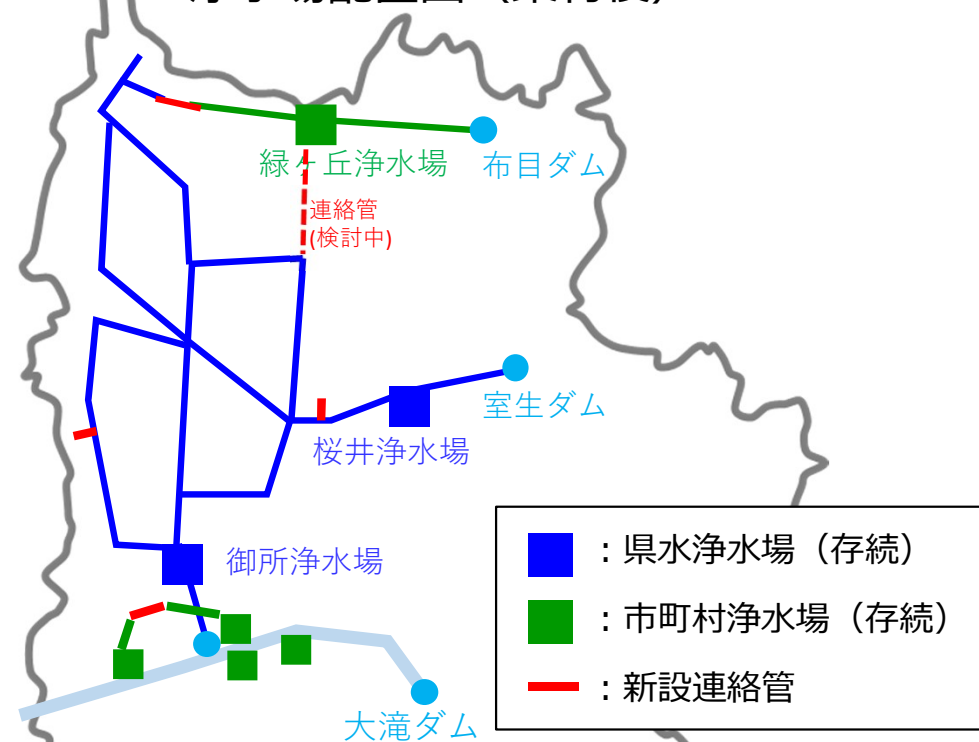 緑ヶ丘浄水場
布目ダム
連絡管
(検討中)
室生ダム
桜井浄水場
御所浄水場
大滝ダム
：県水浄水場（存続）
：市町村浄水場（存続）
：新設連絡管